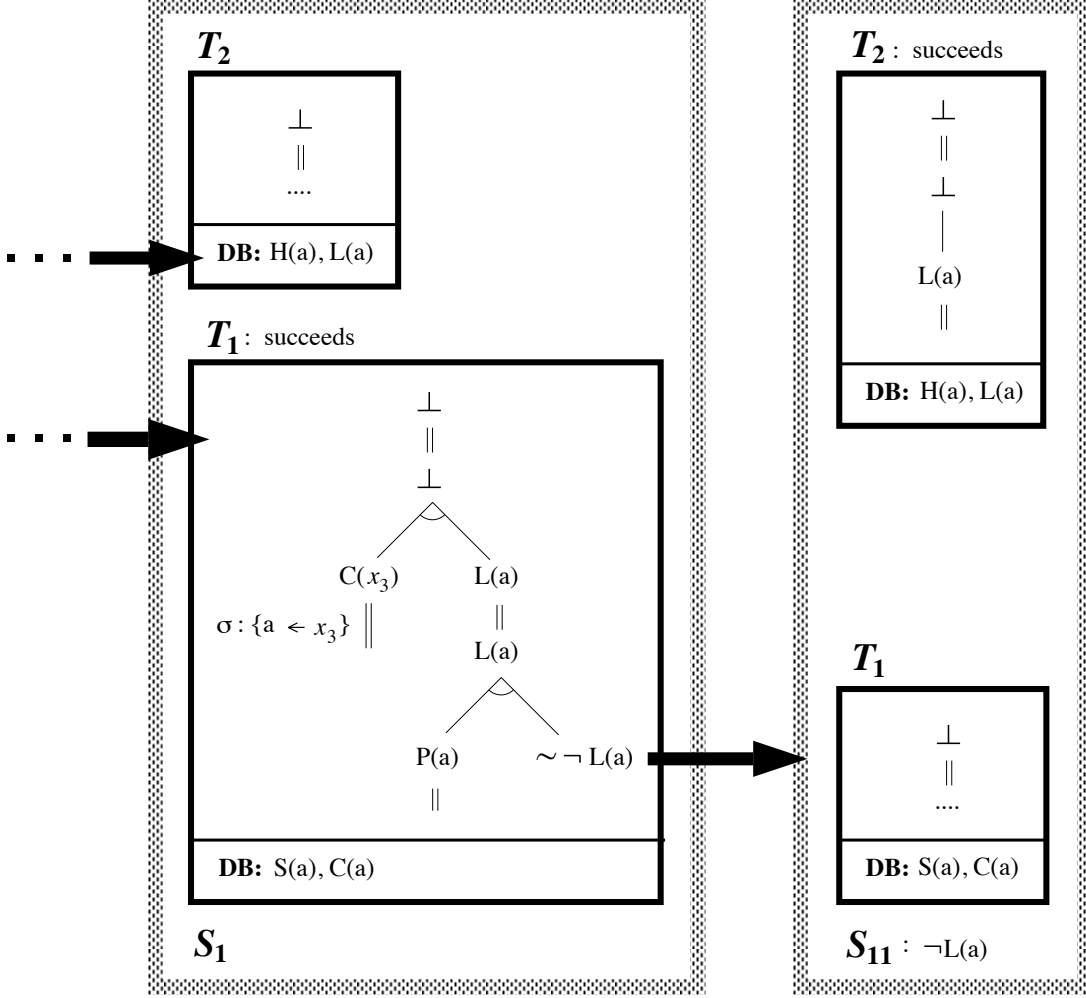 T₂
⊥
||
....
DB: H(a), L(a)
T₁ : succeeds
⊥
||
⊥
C(x₃) L(a)
σ : {a ← x₃} || ||
L(a)
P(a) ~ ¬ L(a)
||
DB: S(a), C(a)
S₁
T₂ : succeeds
⊥
||
⊥
L(a)
||
DB: H(a), L(a)
T₁
⊥
||
....
DB: S(a), C(a)
S₁₁ : ¬L(a)